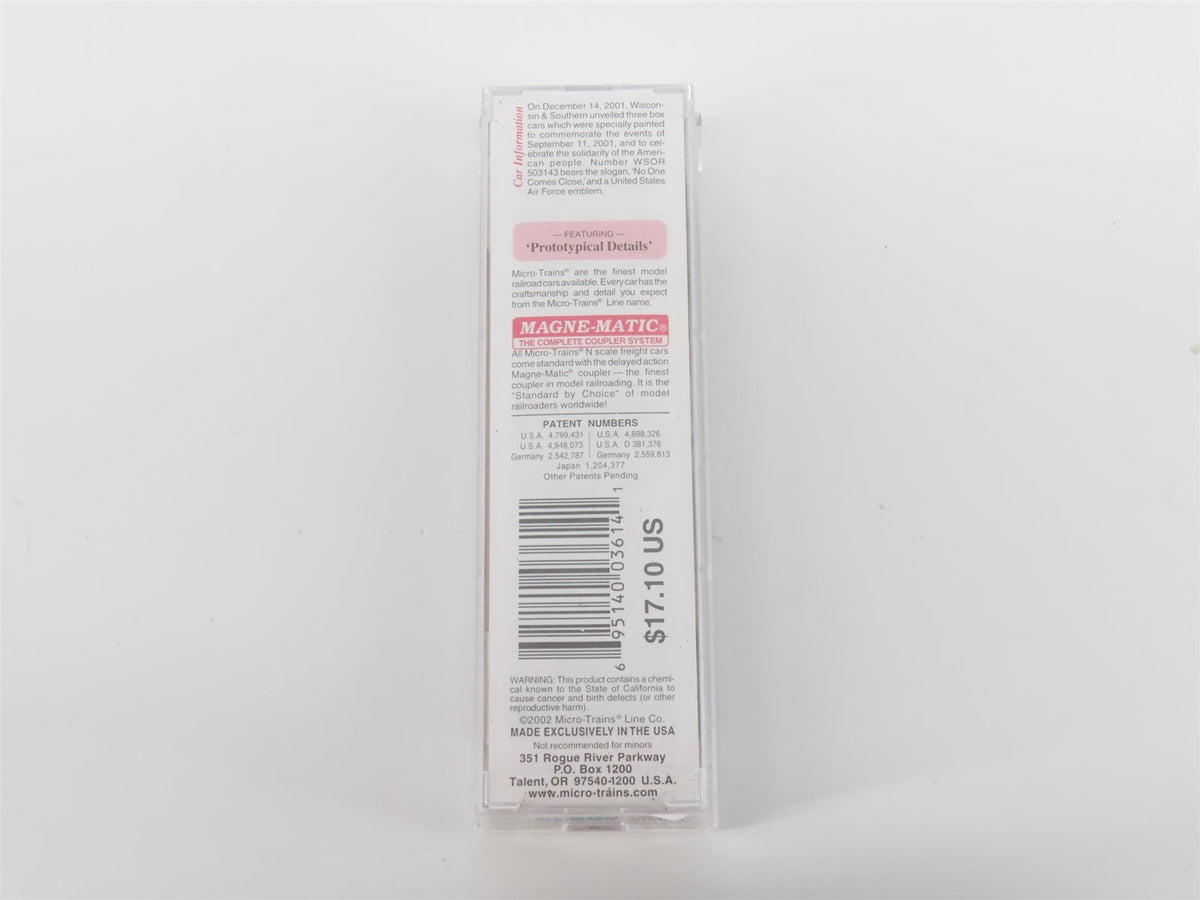 Car Information
On December 14, 2001, Wiscon-
sin & Southern unveiled three box
cars which were specially painted
to commemorate the events of
September 11, 2001, and to cel-
ebrate the solidarity of the Ameri-
can people. Number WSOR
503143 bears the slogan, 'No One
Comes Close,' and a United States
Air Force emblem.
— FEATURING —
'Prototypical Details'
Micro-Trains® are the finest model
railroad cars available. Every car has the
craftsmanship and detail you expect
from the Micro-Trains® Line name.
MAGNE-MATIC®
THE COMPLETE COUPLER SYSTEM
All Micro-Trains® N scale freight cars
come standard with the delayed action
Magne-Matic® coupler — the finest
coupler in model railroading. It is the
"Standard by Choice" of model
railroaders worldwide!
PATENT NUMBERS
U.S.A. 4,799,431 | U.S.A. 4,898,326
U.S.A. 4,948,073 | U.S.A. D 381,376
Germany 2,542,787 | Germany 2,559,813
Japan 1,204,377
Other Patents Pending
6 95140 03614 1
$17.10 US
WARNING: This product contains a chemi-
cal known to the State of California to
cause cancer and birth defects (or other
reproductive harm).
©2002 Micro-Trains® Line Co.
MADE EXCLUSIVELY IN THE USA
Not recommended for minors
351 Rogue River Parkway
P.O. Box 1200
Talent, OR 97540-1200 U.S.A.
www.micro-trains.com